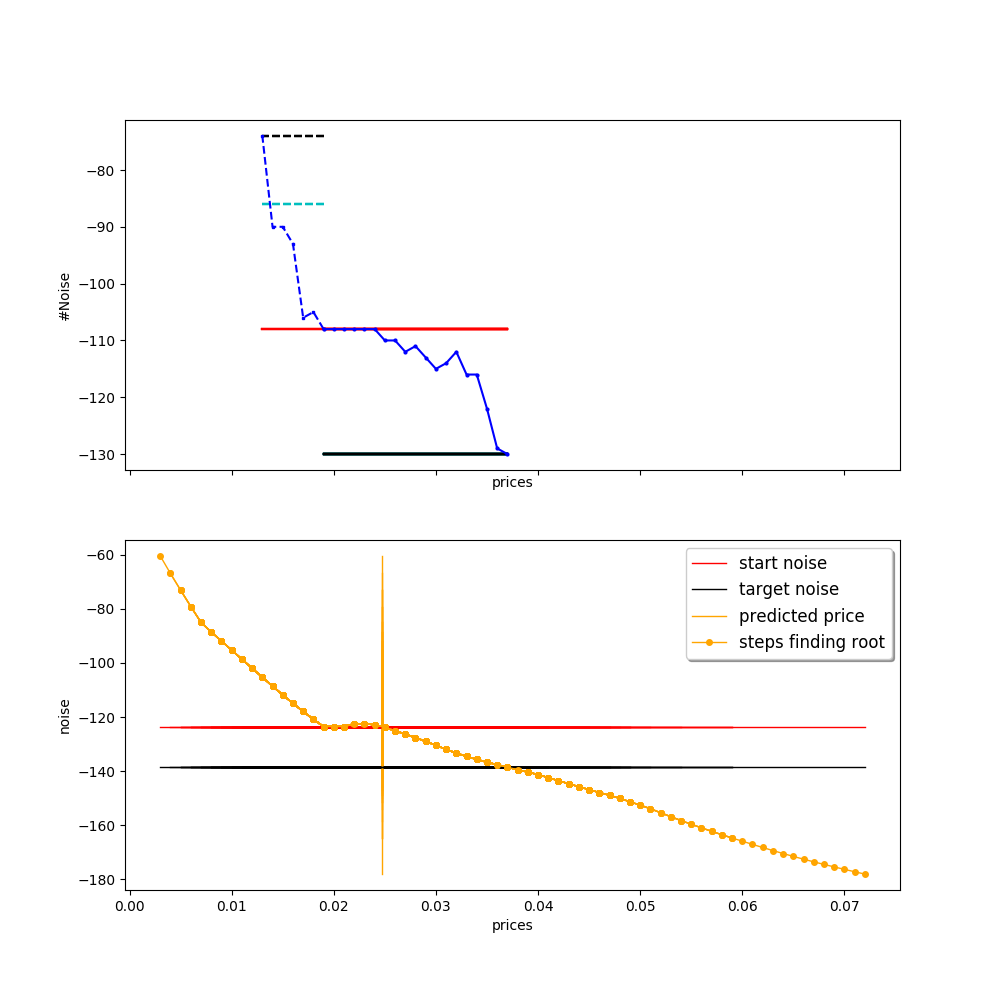 −80
−90
−100
−110
−120
−130
#Noise
prices
−60
−80
−100
−120
−140
−160
−180
noise
start noise
target noise
predicted price
steps finding root
0.00 0.01 0.02 0.03 0.04 0.05 0.06 0.07
prices